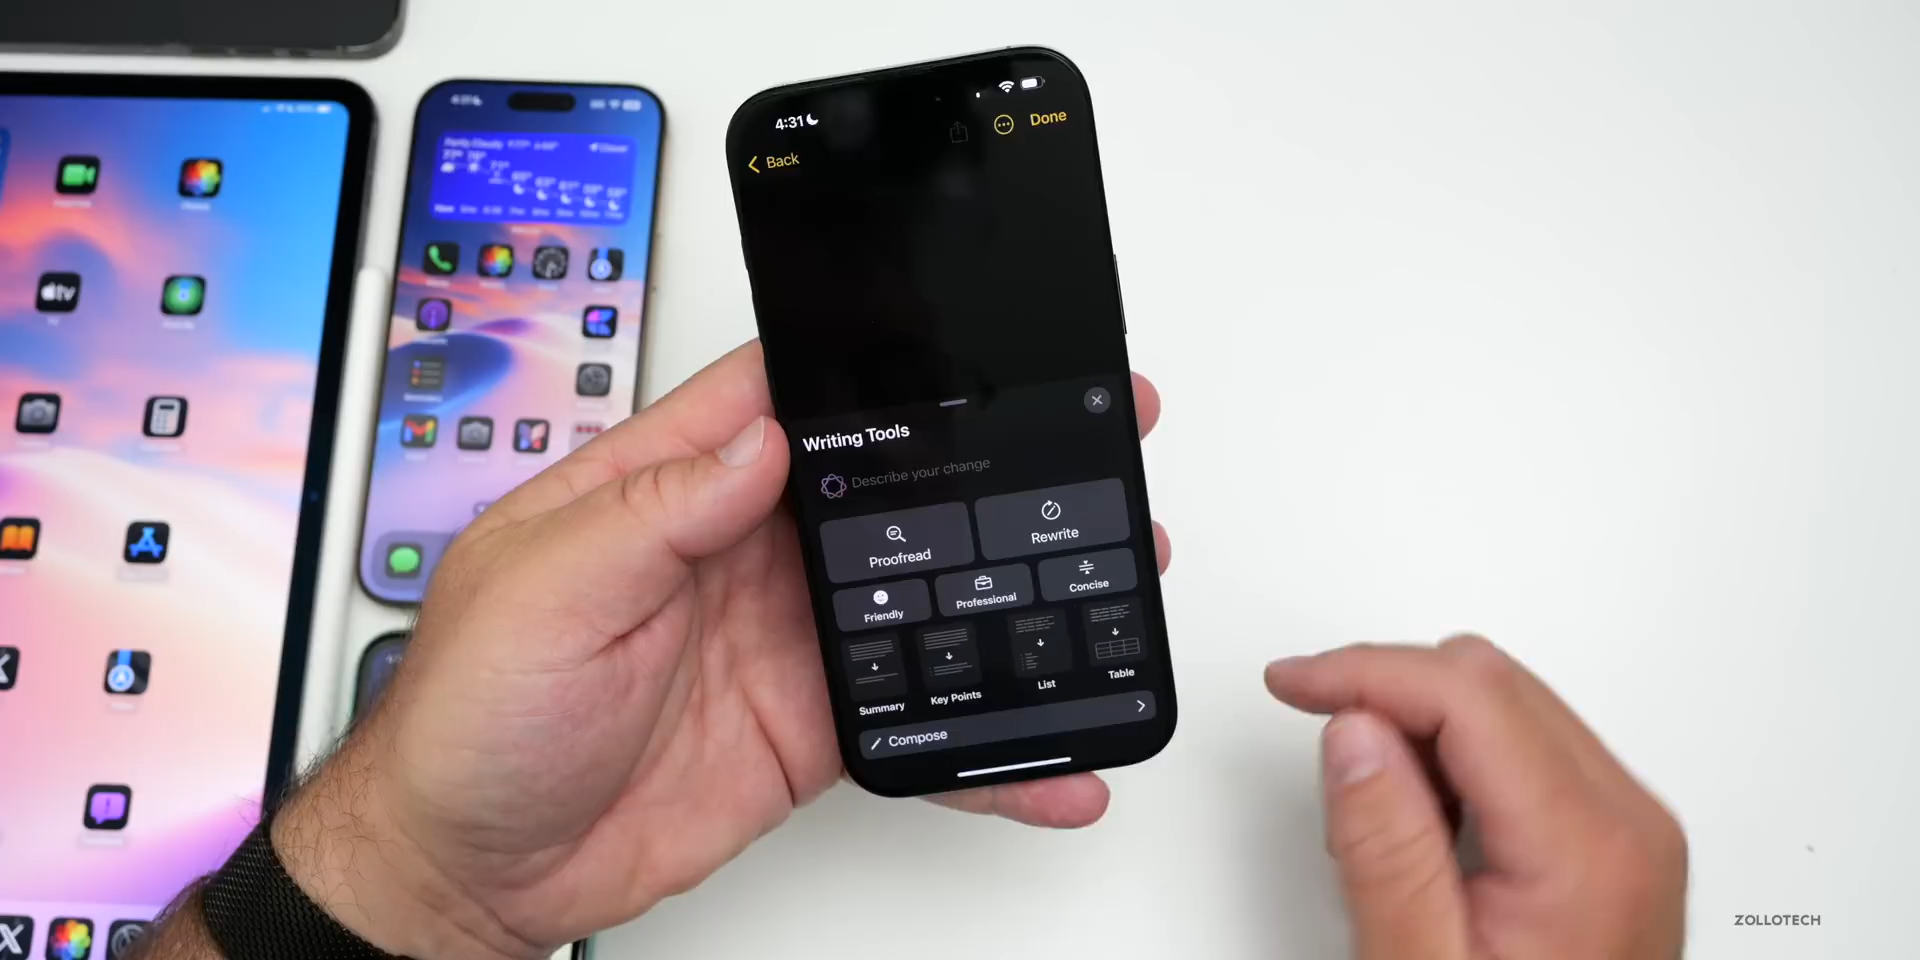 4:31
Done
Back
Writing Tools
Describe your change
Proofread
Rewrite
Friendly
Professional
Concise
Summary
Key Points
List
Table
Compose
tv
ZOLLOTECH